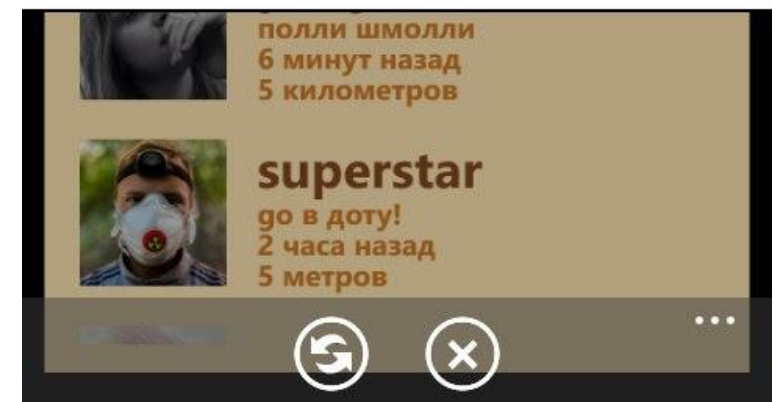 полли шмолли
6 минут назад
5 километров
superstar
go в доту!
2 часа назад
5 метров